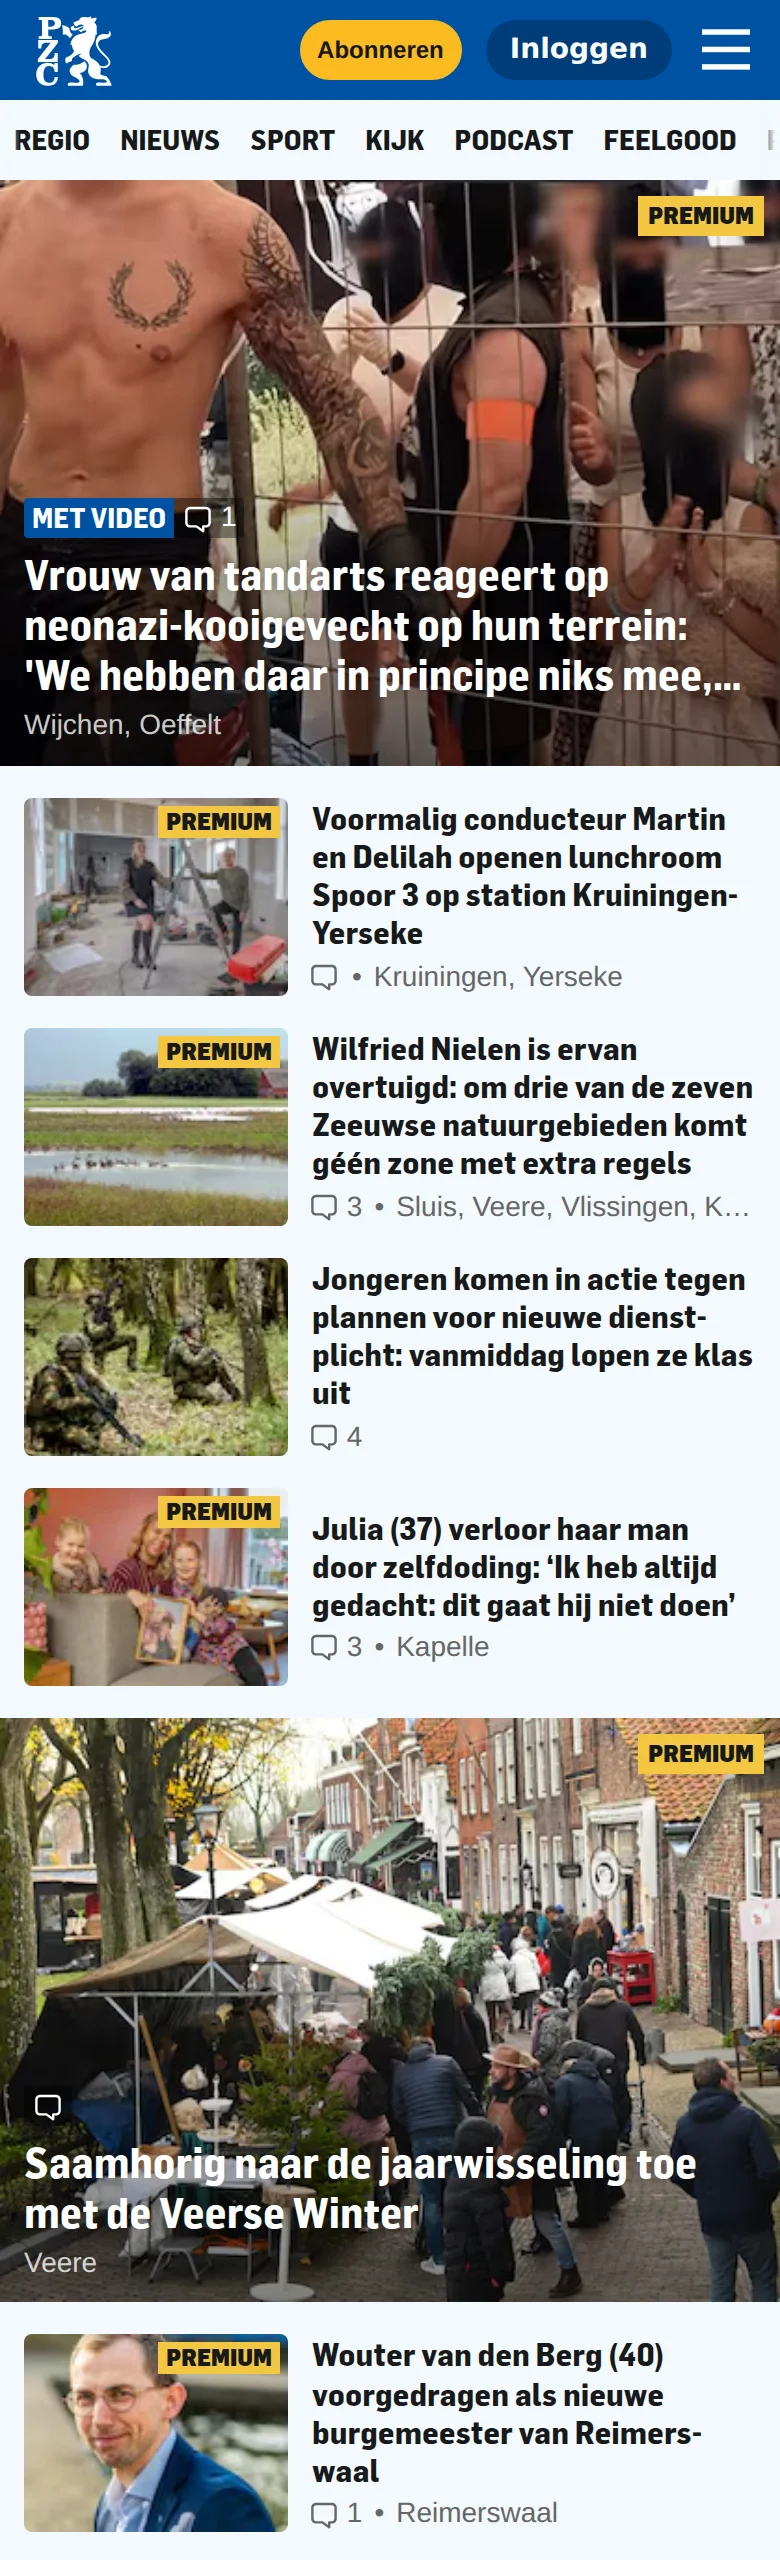 PZC
Abonneren
Inloggen
REGIO NIEUWS SPORT KIJK PODCAST FEELGOOD
PREMIUM
MET VIDEO 1
Vrouw van tandarts reageert op
neonazi-kooigevecht op hun terrein:
'We hebben daar in principe niks mee,...
Wijchen, Oeffelt
PREMIUM
Voormalig conducteur Martin
en Delilah openen lunchroom
Spoor 3 op station Kruiningen-
Yerseke
• Kruiningen, Yerseke
PREMIUM
Wilfried Nielen is ervan
overtuigd: om drie van de zeven
Zeeuwse natuurgebieden komt
géén zone met extra regels
3 • Sluis, Veere, Vlissingen, K...
Jongeren komen in actie tegen
plannen voor nieuwe dienst-
plicht: vanmiddag lopen ze klas
uit
4
PREMIUM
Julia (37) verloor haar man
door zelfdoding: ‘Ik heb altijd
gedacht: dit gaat hij niet doen’
3 • Kapelle
PREMIUM
Saamhorig naar de jaarwisseling toe
met de Veerse Winter
Veere
PREMIUM
Wouter van den Berg (40)
voorgedragen als nieuwe
burgemeester van Reimers-
waal
1 • Reimerswaal